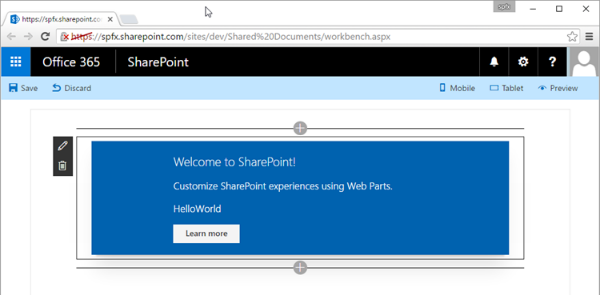 https://spfx.sharepoint.co
https://spfx.sharepoint.com/sites/dev/Shared%20Documents/workbench.aspx
Office 365
SharePoint
?
Save
Discard
Mobile
Tablet
Preview
Welcome to SharePoint!
Customize SharePoint experiences using Web Parts.
HelloWorld
Learn more